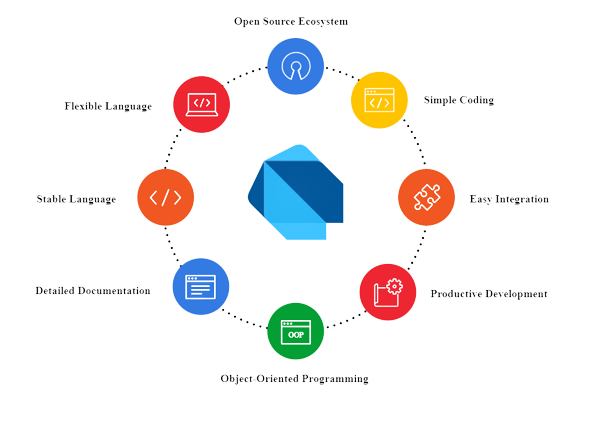 Open Source Ecosystem
Flexible Language
Simple Coding
Stable Language
Easy Integration
Detailed Documentation
Productive Development
OOP
Object-Oriented Programming